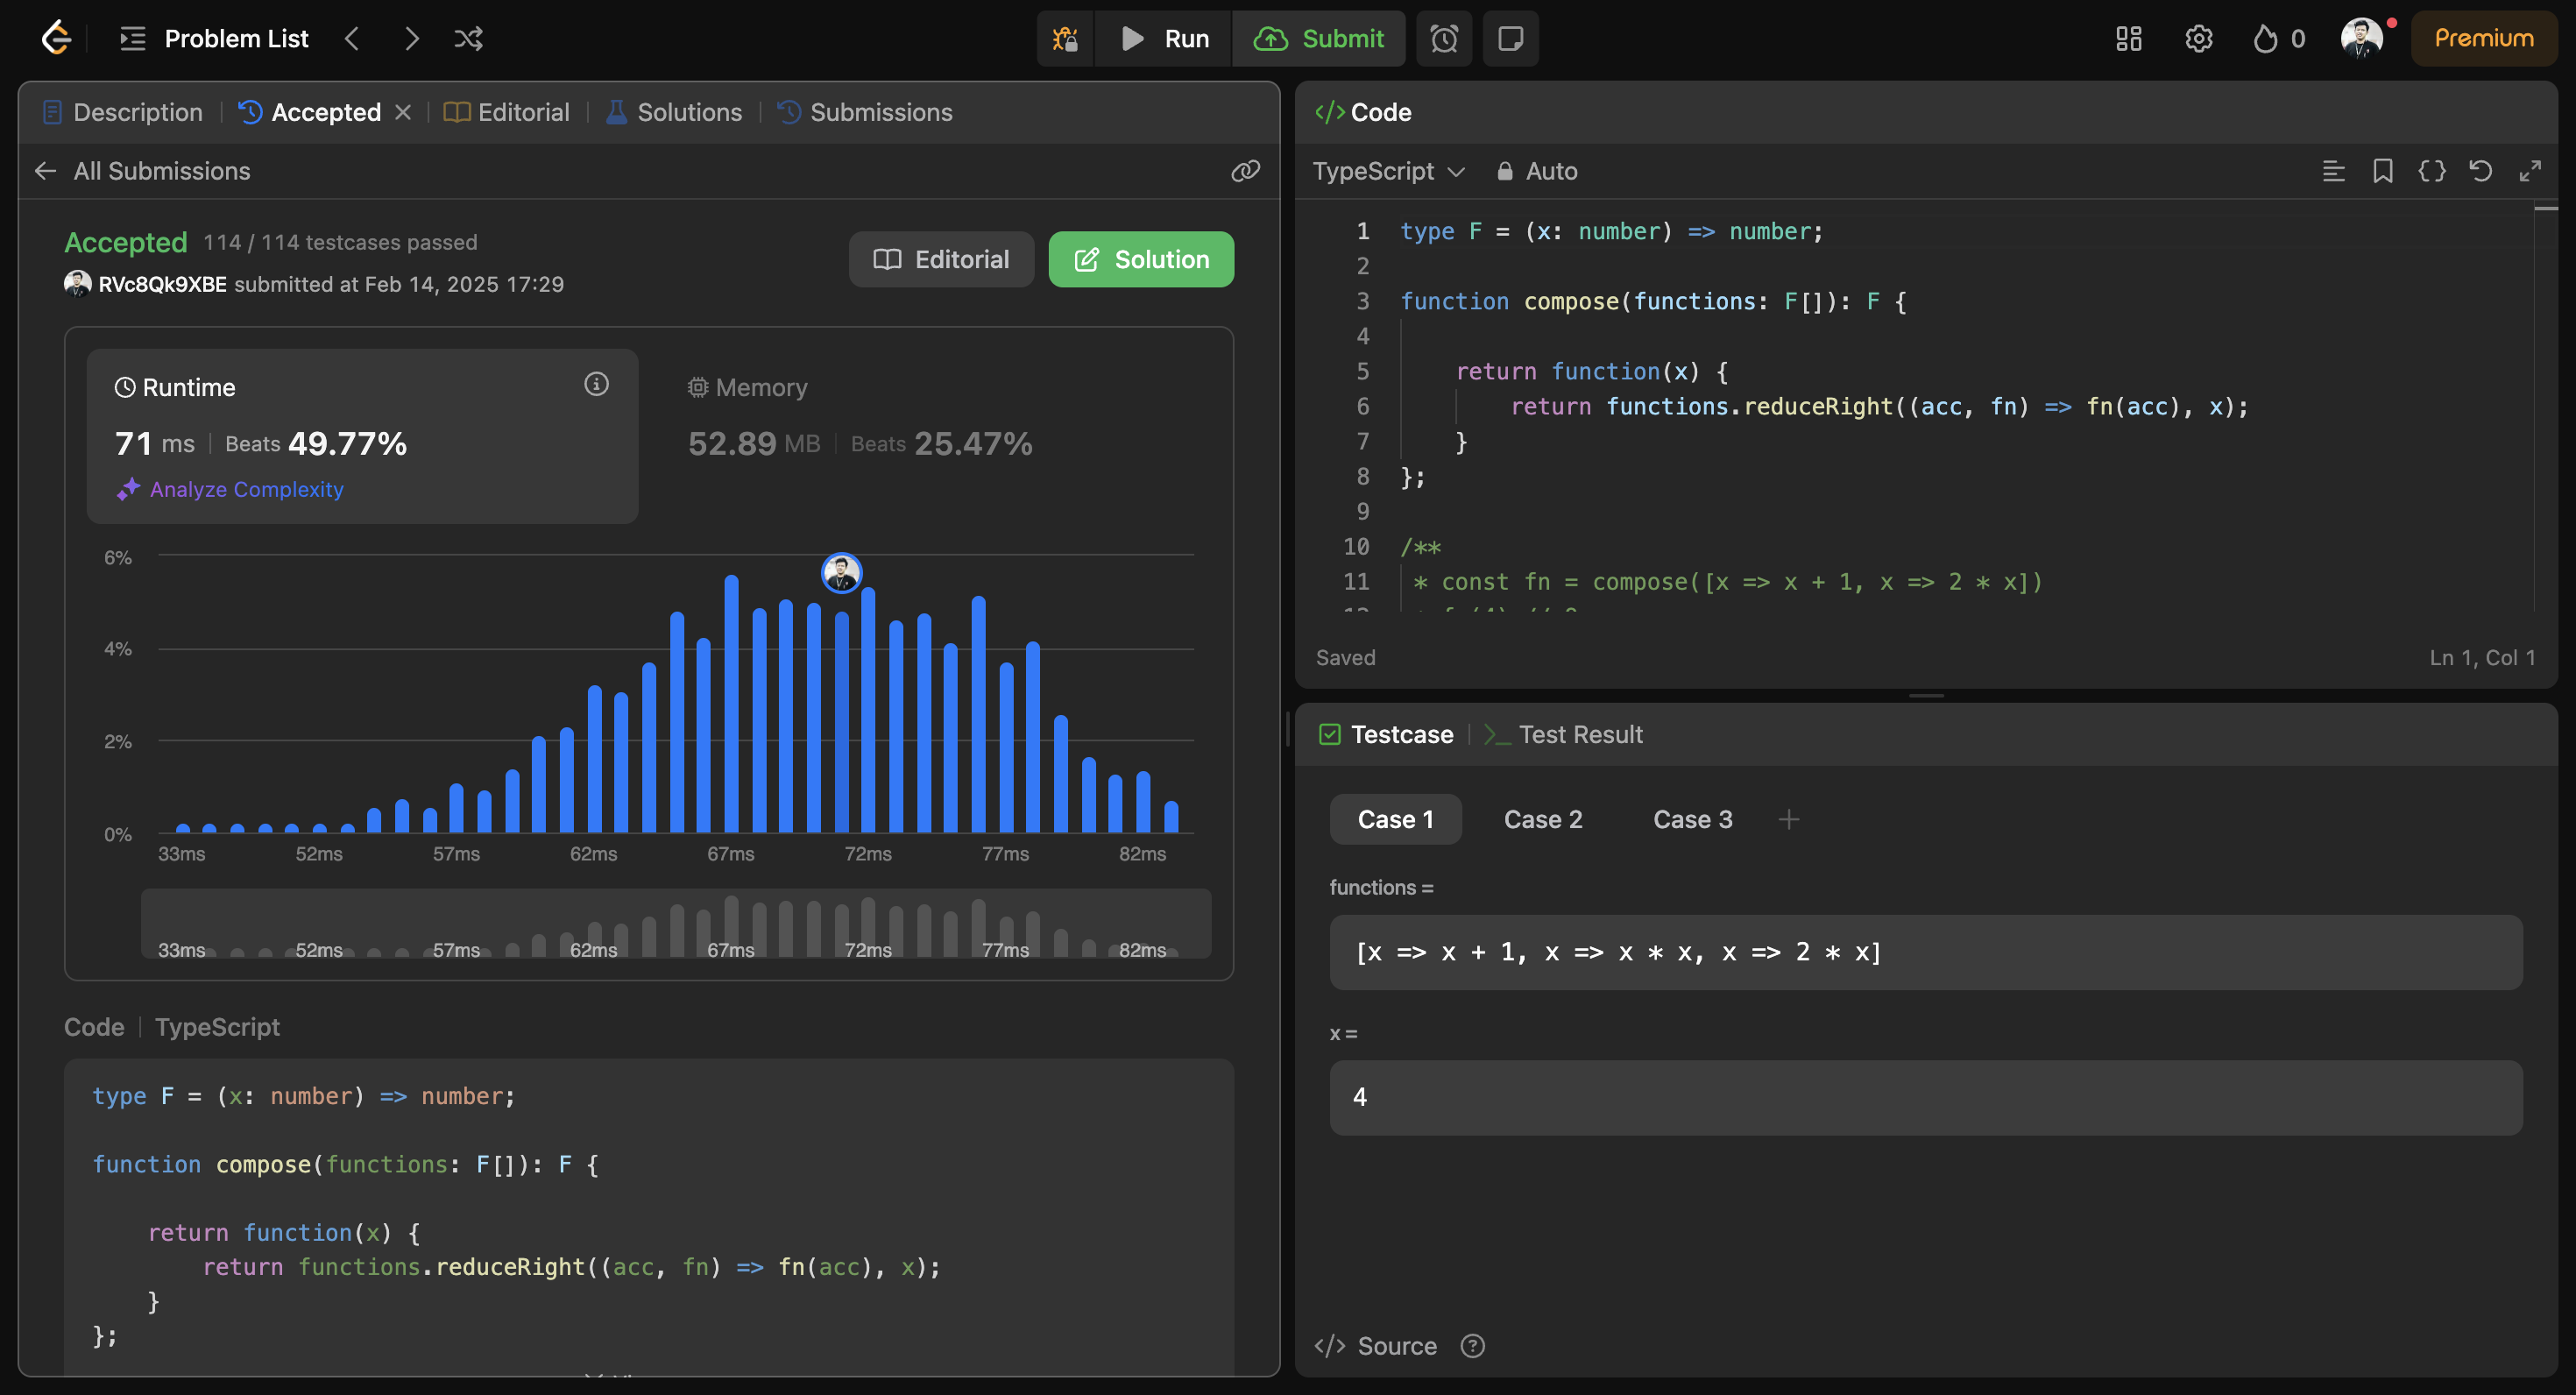 Problem List
Run
Submit
0
Premium
Description
Accepted
Editorial
Solutions
Submissions
All Submissions
Accepted 114 / 114 testcases passed
RVc8Qk9XBE submitted at Feb 14, 2025 17:29
Editorial
Solution
Runtime
71 ms | Beats 49.77%
Analyze Complexity
Memory
52.89 MB | Beats 25.47%
6%
4%
2%
0%
33ms 52ms 57ms 62ms 67ms 72ms 77ms 82ms
33ms 52ms 57ms 62ms 67ms 72ms 77ms 82ms
Code | TypeScript
type F = (x: number) => number;
function compose(functions: F[]): F {
return function(x) {
return functions.reduceRight((acc, fn) => fn(acc), x);
}
};
</> Code
TypeScript
Auto
1 type F = (x: number) => number;
2
3 function compose(functions: F[]): F {
4
5 return function(x) {
6 return functions.reduceRight((acc, fn) => fn(acc), x);
7 }
8 };
9
10 /**
11 * const fn = compose([x => x + 1, x => 2 * x])
Saved
Ln 1, Col 1
Testcase
Test Result
Case 1
Case 2
Case 3
functions =
[x => x + 1, x => x * x, x => 2 * x]
x =
4
</> Source